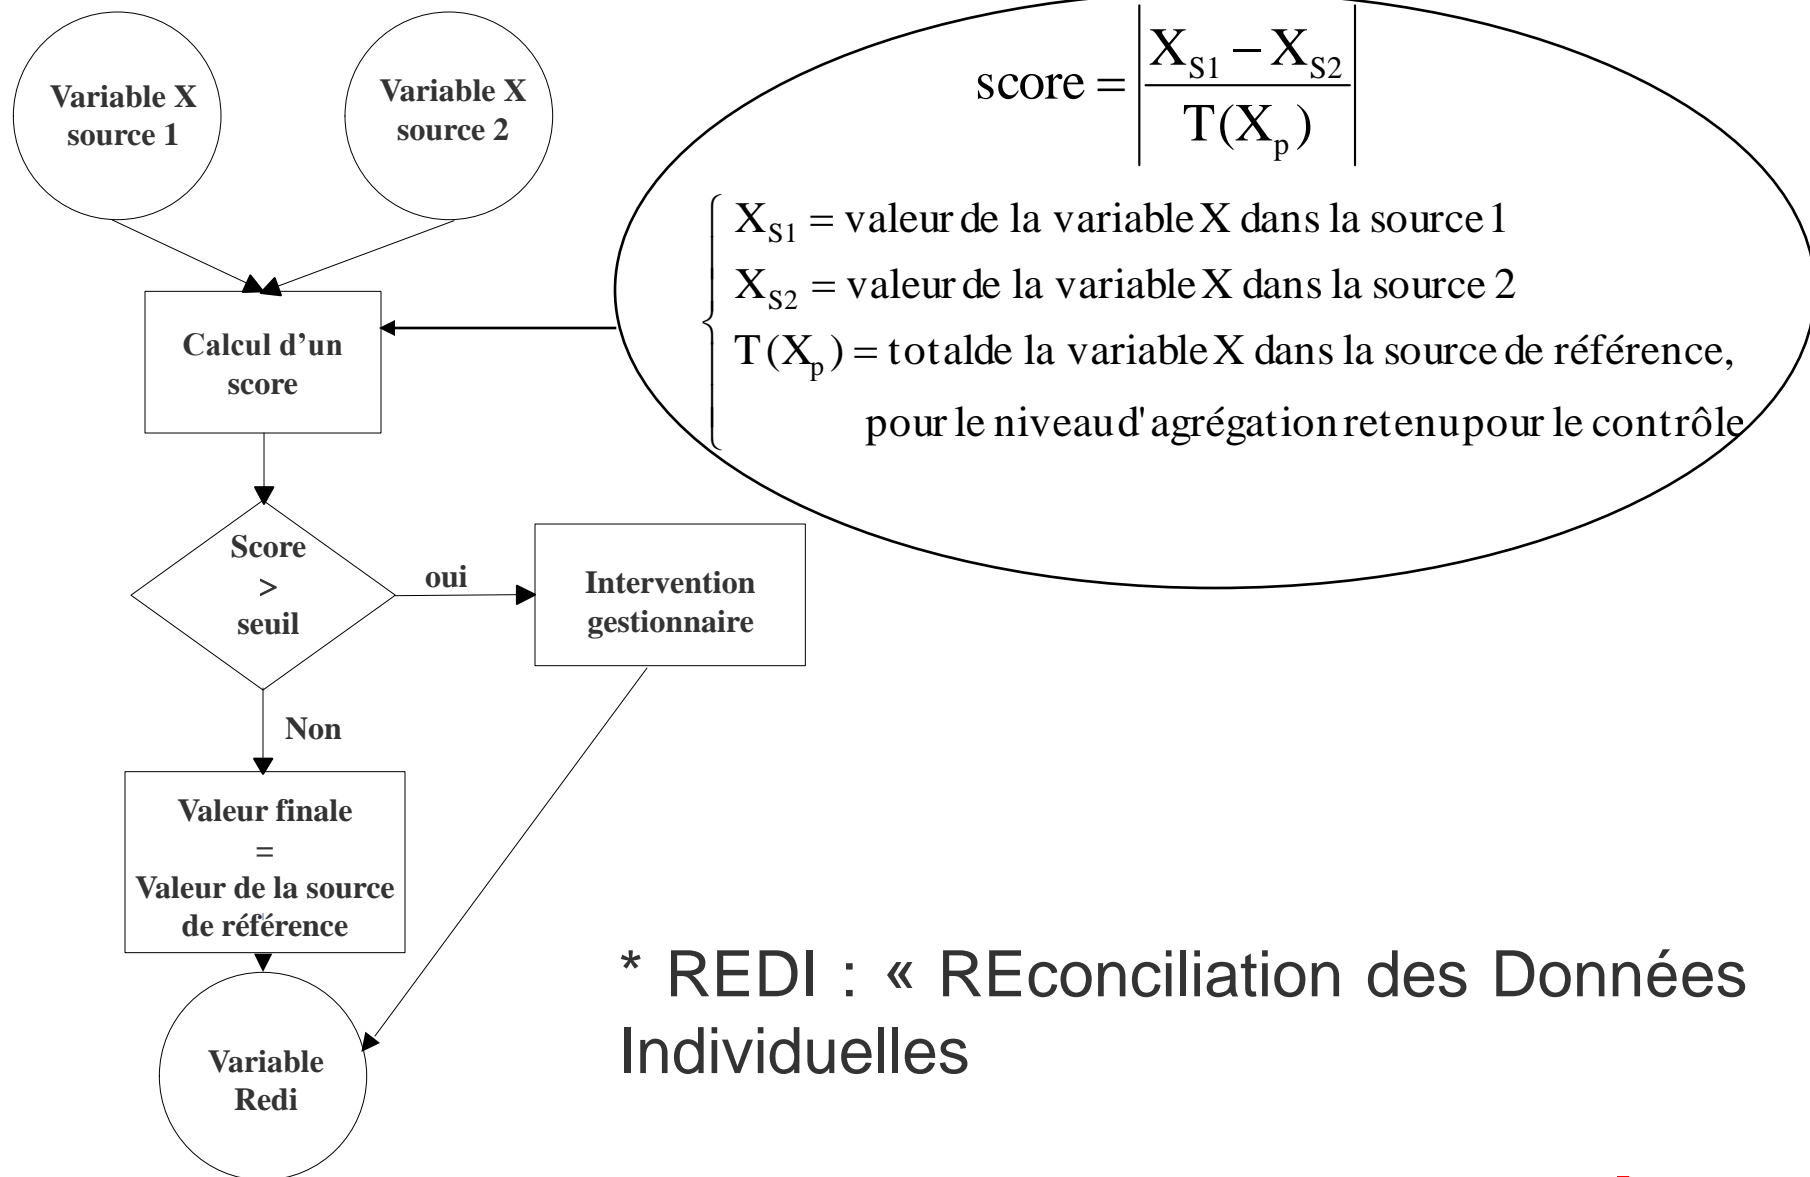 Variable X
source 1
Variable X
source 2
score = | X_S1 − X_S2 / T(X_p) |
X_S1 = valeur de la variable X dans la source 1
X_S2 = valeur de la variable X dans la source 2
T(X_p) = total de la variable X dans la source de référence,
pour le niveau d'agrégation retenu pour le contrôle
Calcul d’un
score
Score
>
seuil
oui
Intervention
gestionnaire
Non
Valeur finale
=
Valeur de la source
de référence
Variable
Redi
* REDI : « REconciliation des Données
Individuelles